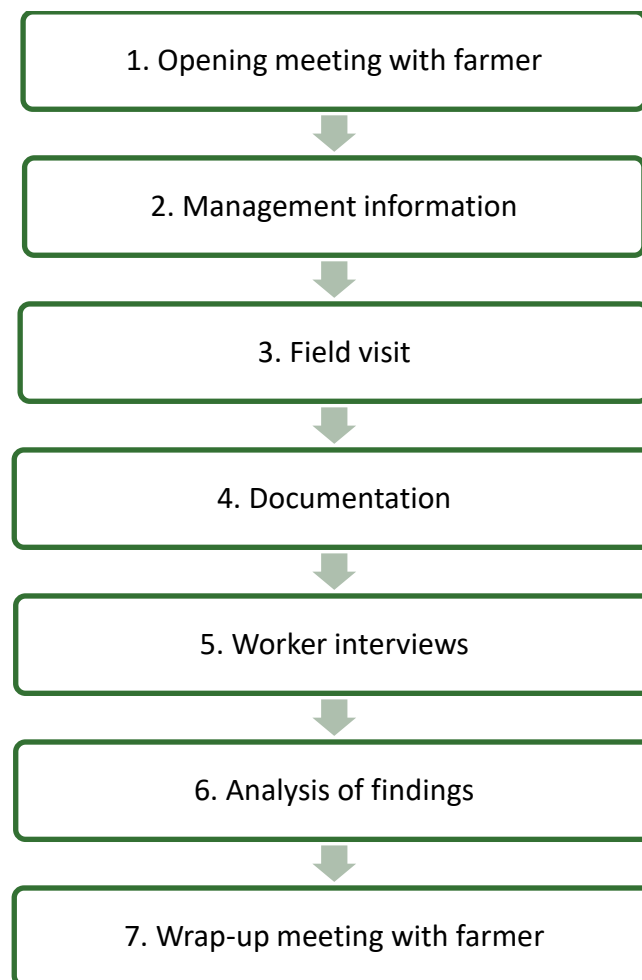 1. Opening meeting with farmer
2. Management information
3. Field visit
4. Documentation
5. Worker interviews
6. Analysis of findings
7. Wrap-up meeting with farmer